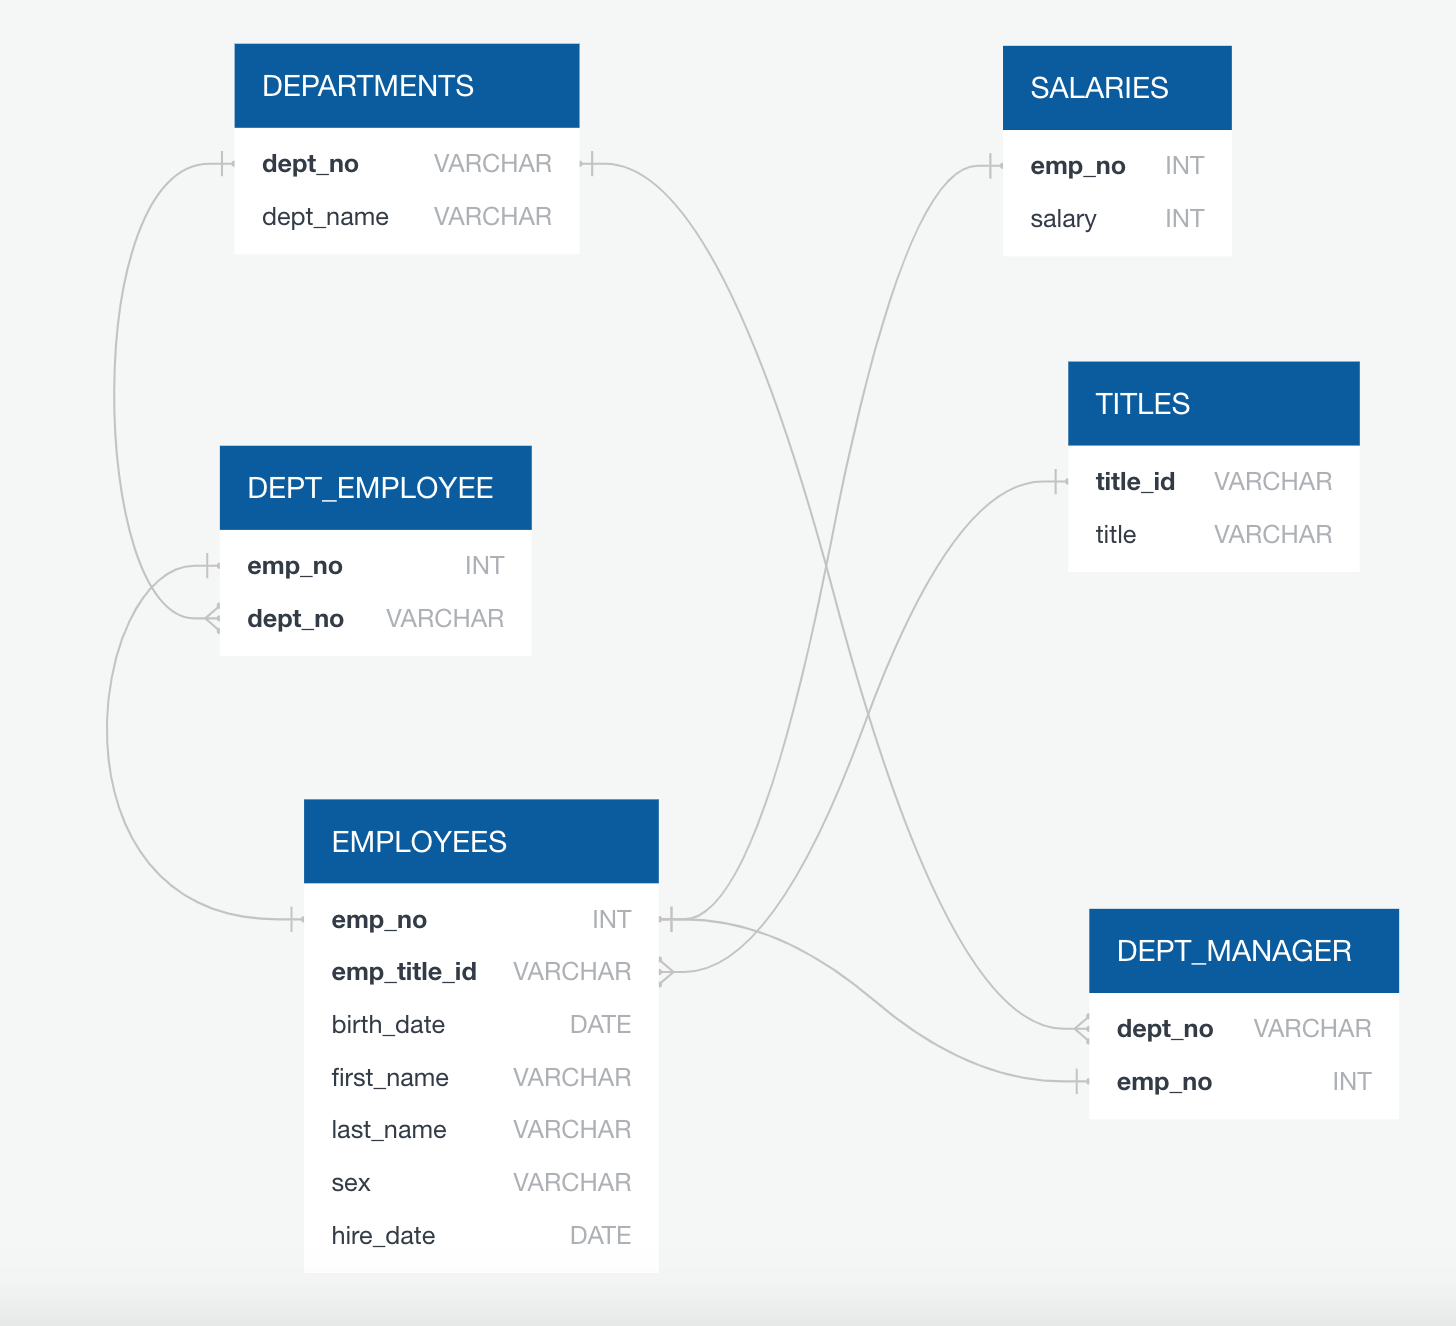 DEPARTMENTS
dept_no VARCHAR
dept_name VARCHAR
SALARIES
emp_no INT
salary INT
TITLES
title_id VARCHAR
title VARCHAR
DEPT_EMPLOYEE
emp_no INT
dept_no VARCHAR
EMPLOYEES
emp_no INT
emp_title_id VARCHAR
birth_date DATE
first_name VARCHAR
last_name VARCHAR
sex VARCHAR
hire_date DATE
DEPT_MANAGER
dept_no VARCHAR
emp_no INT